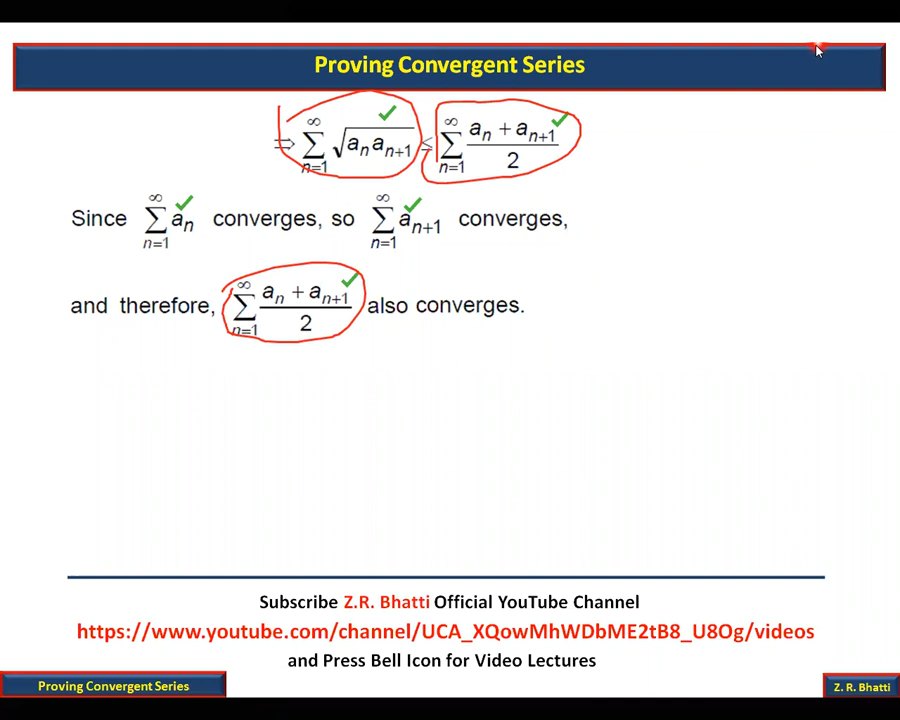 Proving Convergent Series
⇒ ∑_{n=1}^{∞} √(a_n a_{n+1}) ≤ ∑_{n=1}^{∞} (a_n + a_{n+1})/2
Since ∑_{n=1}^{∞} a_n converges, so ∑_{n=1}^{∞} a_{n+1} converges,
and therefore, ∑_{n=1}^{∞} (a_n + a_{n+1})/2 also converges.
Subscribe Z.R. Bhatti Official YouTube Channel
https://www.youtube.com/channel/UCA_XQowMhWDbME2tB8_U8Og/videos
and Press Bell Icon for Video Lectures
Proving Convergent Series
Z. R. Bhatti